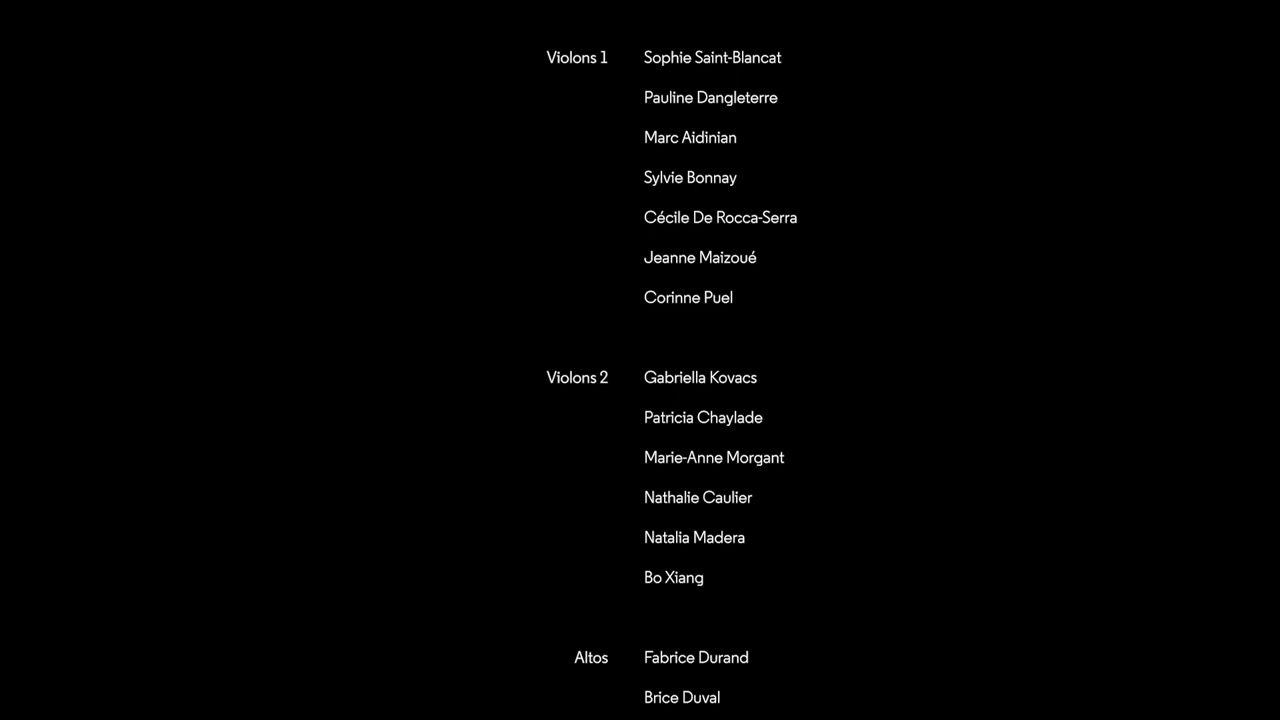 Violons 1 Sophie Saint-Blancat
Pauline Dangleterre
Marc Aidinian
Sylvie Bonnay
Cécile De Rocca-Serra
Jeanne Maizoué
Corinne Puel
Violons 2 Gabriella Kovacs
Patricia Chaylade
Marie-Anne Morgant
Nathalie Caulier
Natalia Madera
Bo Xiang
Altos Fabrice Durand
Brice Duval